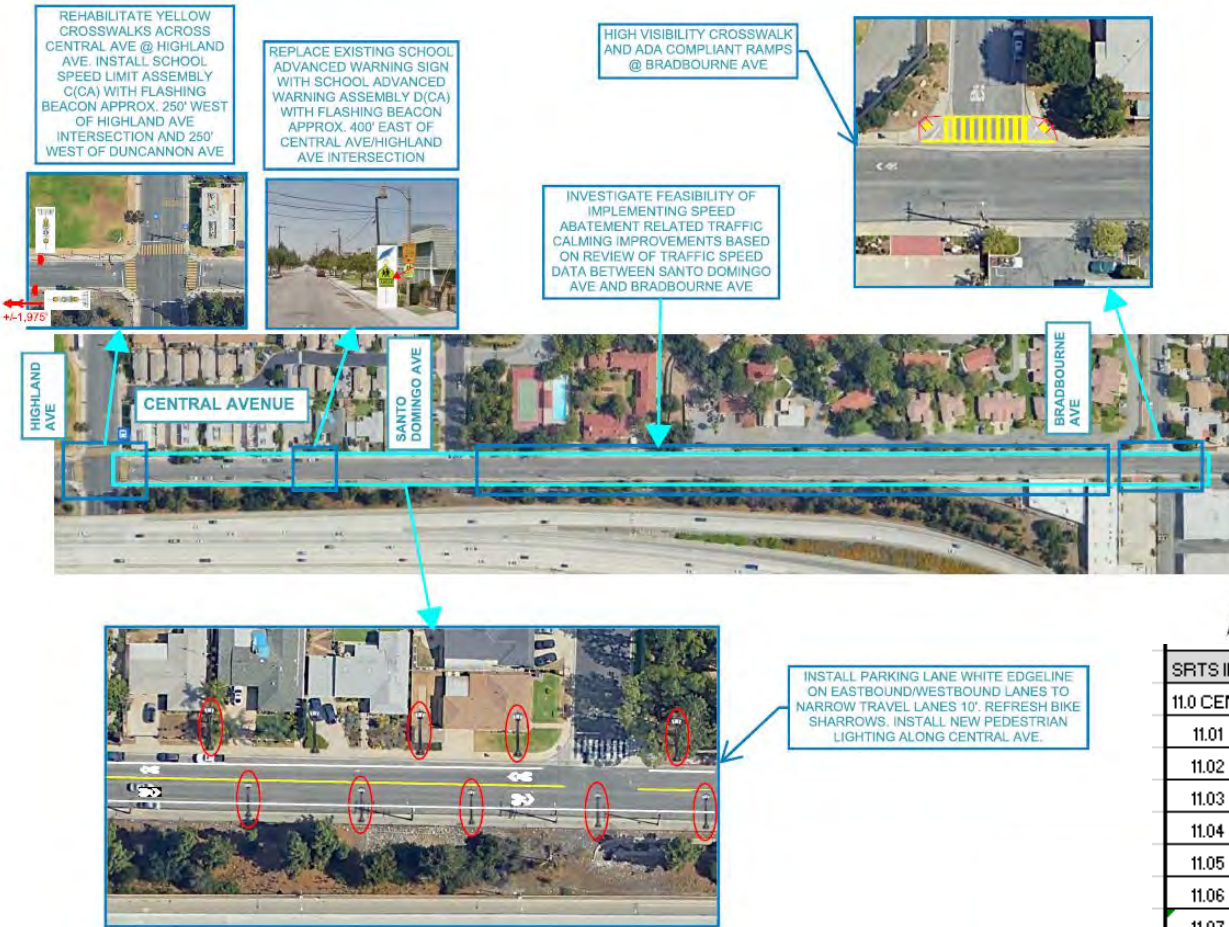 REHABILITATE YELLOW
CROSSWALKS ACROSS
CENTRAL AVE @ HIGHLAND
AVE. INSTALL SCHOOL
SPEED LIMIT ASSEMBLY
C(CA) WITH FLASHING
BEACON APPROX. 250' WEST
OF HIGHLAND AVE
INTERSECTION AND 250'
WEST OF DUNCANNON AVE
REPLACE EXISTING SCHOOL
ADVANCED WARNING SIGN
WITH SCHOOL ADVANCED
WARNING ASSEMBLY D(CA)
WITH FLASHING BEACON
APPROX. 400' EAST OF
CENTRAL AVE/HIGHLAND
AVE INTERSECTION
HIGH VISIBILITY CROSSWALK
AND ADA COMPLIANT RAMPS
@ BRADBOURNE AVE
INVESTIGATE FEASIBILITY OF
IMPLEMENTING SPEED
ABATEMENT RELATED TRAFFIC
CALMING IMPROVEMENTS BASED
ON REVIEW OF TRAFFIC SPEED
DATA BETWEEN SANTO DOMINGO
AVE AND BRADBOURNE AVE
+/-1,975'
HIGHLAND
AVE
CENTRAL AVENUE
SANTO
DOMINGO AVE
BRADBOURNE
AVE
INSTALL PARKING LANE WHITE EDGELINE
ON EASTBOUND/WESTBOUND LANES TO
NARROW TRAVEL LANES 10'. REFRESH BIKE
SHARROWS. INSTALL NEW PEDESTRIAN
LIGHTING ALONG CENTRAL AVE.
SRTS
11.0 CEN
11.01
11.02
11.03
11.04
11.05
11.06
11.07